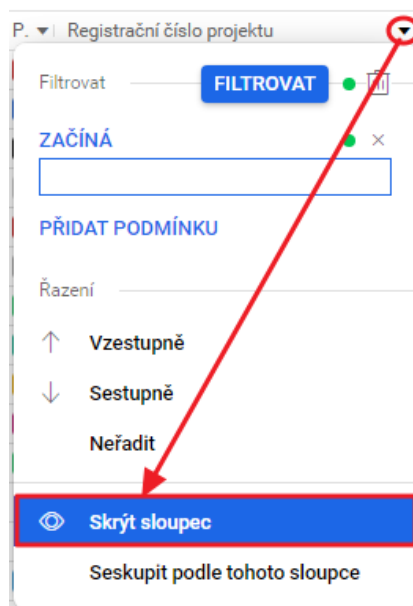 P. Registrační číslo projektu
Filtrovat FILTROVAT
ZAČÍNÁ
PŘIDAT PODMÍNKU
Řazení
Vzestupně
Sestupně
Neřadit
Skrýt sloupec
Seskupit podle tohoto sloupce